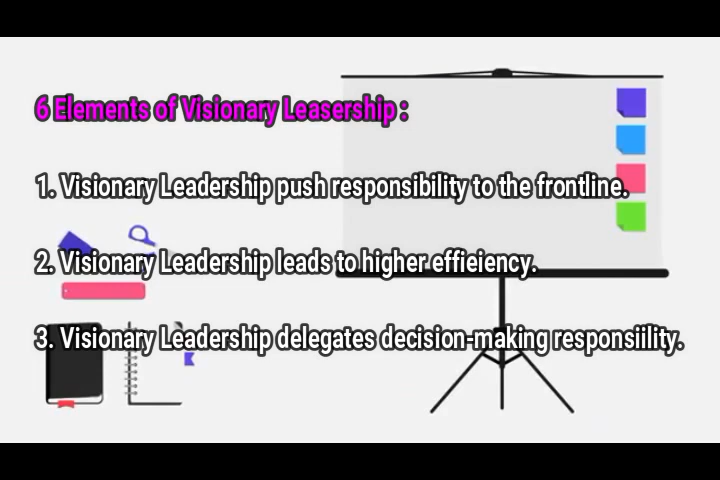 6 Elements of Visionary Leasership :
1. Visionary Leadership push responsibility to the frontline.
2. Visionary Leadership leads to higher effieiency.
3. Visionary Leadership delegates decision-making responsiility.